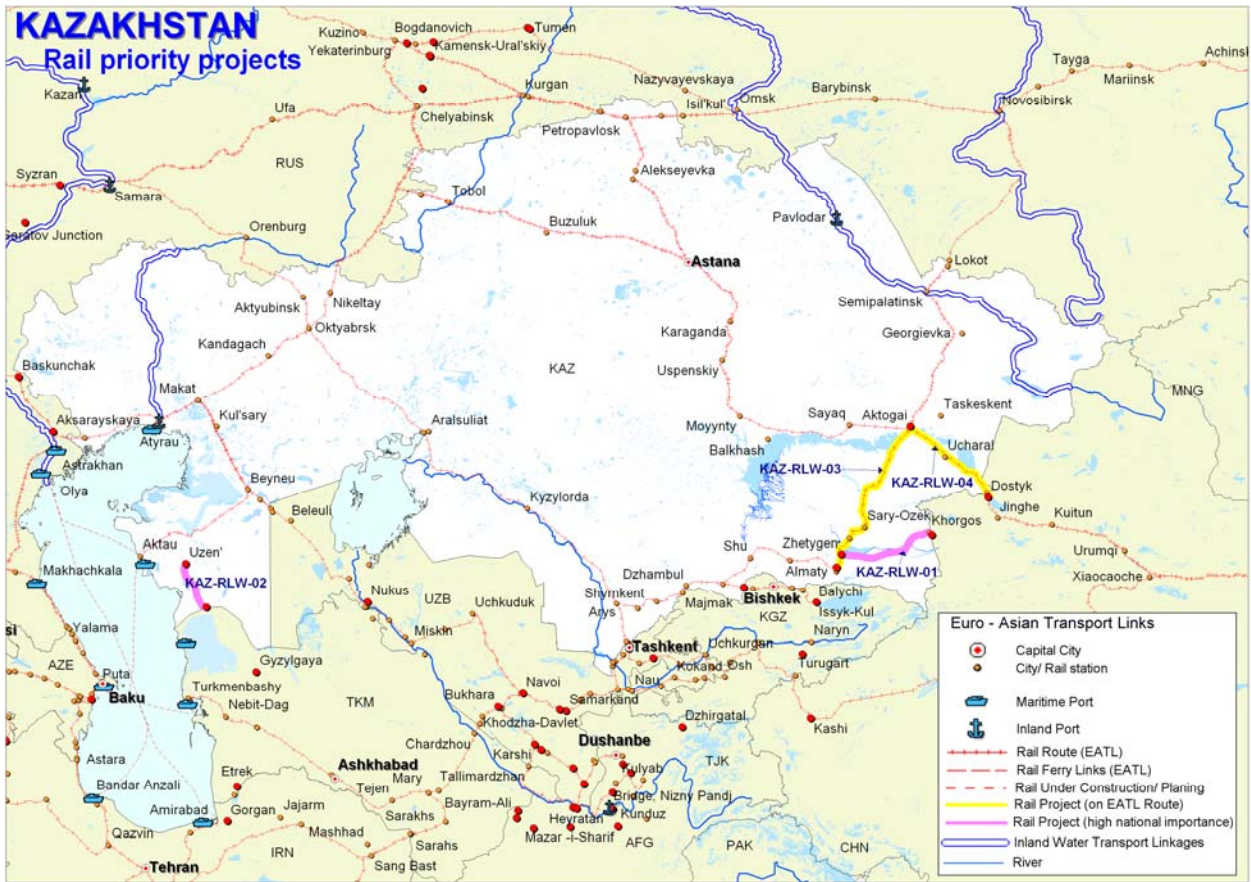 KAZAKHSTAN
Rail priority projects
Kuzino
Bogdanovich
Tumen
Yekaterinburg
Kamensk-Ural'skiy
Kazan
Ufa
Kurgan
Chelyabinsk
Nazyvayevskaya
Isil'kul'
Omsk
Barybinsk
Tayga
Mariinsk
Achinsk
Novosibirsk
Petropavlosk
RUS
Syzran
Samara
Tobol
Alekseyevka
Buzuluk
Pavlodar
Orenburg
Astana
Lokot
Aktyubinsk
Nikeltay
Oktyabrsk
Semipalatinsk
Karaganda
Georgievka
Kandagach
Uspenskiy
KAZ
Baskunchak
Makat
MNG
Kul'sary
Aksarayskaya
Atyrau
Aralsuliat
Moyynty
Sayaq
Aktogai
Taskeskent
Balkhash
Ucharal
Astrakhan
KAZ-RLW-03
KAZ-RLW-04
Olya
Beyneu
Beleuli
Kyzylorda
Dostyk
Jinghe
Sary-Ozek
Khorgos
Kuitun
Aktau
Uzen'
Shu
Zhetygen
Urumqi
KAZ-RLW-02
Almaty
KAZ-RLW-01
Makhachkala
Dzhambul
Xiaocaoche
Shymkent
Arys
Majmak
Bishkek
Balychi
Issyk-Kul
Nukus
UZB
Uchkuduk
KGZ
Yalama
Miskin
Tashkent
Uchkurgan
Naryn
AZE
Gyzylgaya
Kokand
Osh
Turugart
Puta
Baku
Turkmenbashy
Nebit-Dag
TKM
Bukhara
Navoi
Nau
Samarkand
Kashi
Khodzha-Davlet
Dzhirgatal
Chardzhou
Karshi
Dushanbe
Astara
Ashkhabad
Kulyab
TJK
Etrek
Mary
Tejen
Tallimardzhan
Bandar Anzali
Bridge, Nizny Pandj
Amirabad
Gorgan
Jajarm
Bayram-Ali
Kunduz
Heyratan
Sarakhs
Mazar -I-Sharif
AFG
Qazvin
Mashhad
Sarahs
PAK
CHN
Tehran
IRN
Sang Bast
Euro - Asian Transport Links
Capital City
City/ Rail station
Maritime Port
Inland Port
Rail Route (EATL)
Rail Ferry Links (EATL)
Rail Under Construction/ Planing
Rail Project (on EATL Route)
Rail Project (high national importance)
Inland Water Transport Linkages
River